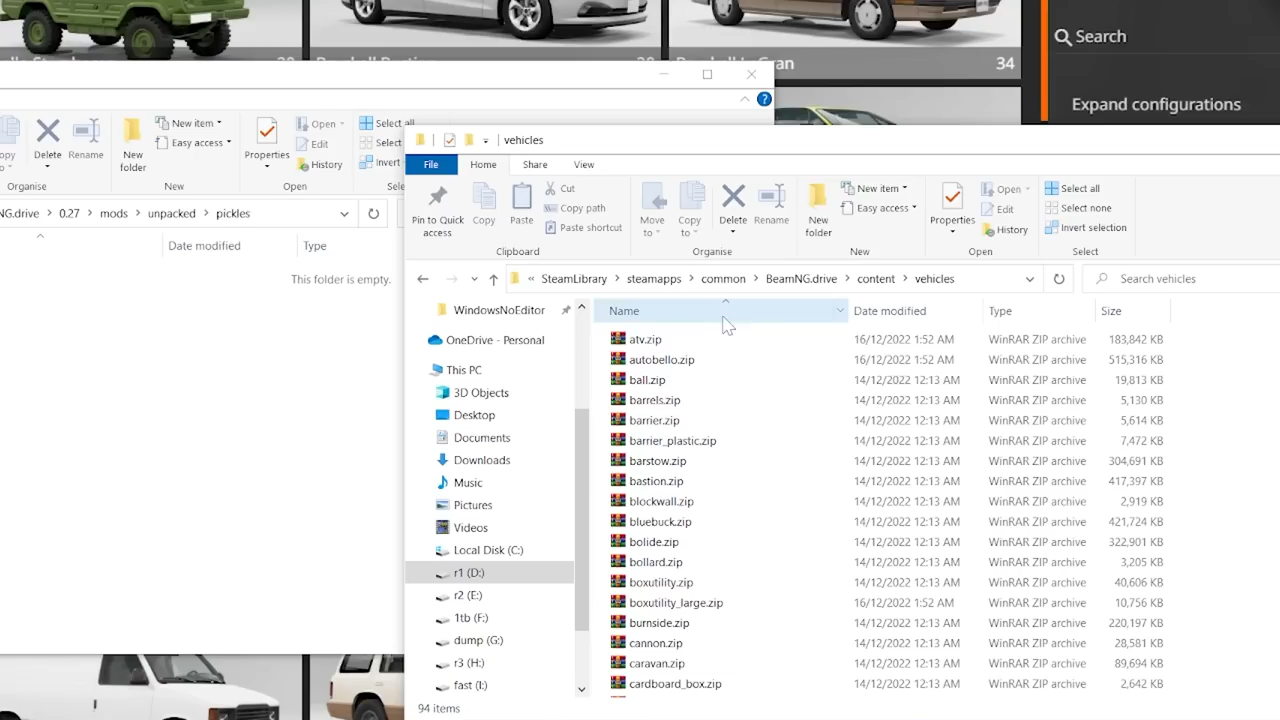 Gran
34
Search
Expand configurations
New item
Easy access
Delete
Rename
New
folder
Properties
Open
Edit
History
Select all
Select
Invert
Organise
New
Open
NG.drive > 0.27 > mods > unpacked > pickles
Date modified
Type
This folder is empty.
vehicles
File
Home
Share
View
Pin to Quick
access
Copy
Paste
Cut
Copy path
Paste shortcut
Move
to
Copy
to
Delete
Rename
New
folder
New item
Easy access
Properties
Open
Edit
History
Select all
Select none
Invert selection
Clipboard
Organise
New
Open
Select
« SteamLibrary > steamapps > common > BeamNG.drive > content > vehicles
Search vehicles
WindowsNoEditor
OneDrive - Personal
This PC
3D Objects
Desktop
Documents
Downloads
Music
Pictures
Videos
Local Disk (C:)
r1 (D:)
r2 (E:)
1tb (F:)
dump (G:)
r3 (H:)
fast (I:)
Name Date modified Type Size
atv.zip 16/12/2022 1:52 AM WinRAR ZIP archive 183,842 KB
autobello.zip 16/12/2022 1:52 AM WinRAR ZIP archive 515,316 KB
ball.zip 14/12/2022 12:13 AM WinRAR ZIP archive 19,813 KB
barrels.zip 14/12/2022 12:13 AM WinRAR ZIP archive 5,130 KB
barrier.zip 14/12/2022 12:13 AM WinRAR ZIP archive 5,614 KB
barrier_plastic.zip 14/12/2022 12:13 AM WinRAR ZIP archive 7,472 KB
barstow.zip 14/12/2022 12:13 AM WinRAR ZIP archive 304,691 KB
bastion.zip 14/12/2022 12:13 AM WinRAR ZIP archive 417,397 KB
blockwall.zip 14/12/2022 12:13 AM WinRAR ZIP archive 2,919 KB
bluebuck.zip 14/12/2022 12:13 AM WinRAR ZIP archive 421,724 KB
bolide.zip 14/12/2022 12:13 AM WinRAR ZIP archive 322,901 KB
bollard.zip 14/12/2022 12:13 AM WinRAR ZIP archive 3,205 KB
boxutility.zip 14/12/2022 12:13 AM WinRAR ZIP archive 40,606 KB
boxutility_large.zip 16/12/2022 1:52 AM WinRAR ZIP archive 10,756 KB
burnside.zip 14/12/2022 12:13 AM WinRAR ZIP archive 220,197 KB
cannon.zip 14/12/2022 12:13 AM WinRAR ZIP archive 28,581 KB
caravan.zip 14/12/2022 12:13 AM WinRAR ZIP archive 89,694 KB
cardboard_box.zip 14/12/2022 12:13 AM WinRAR ZIP archive 2,642 KB
94 items